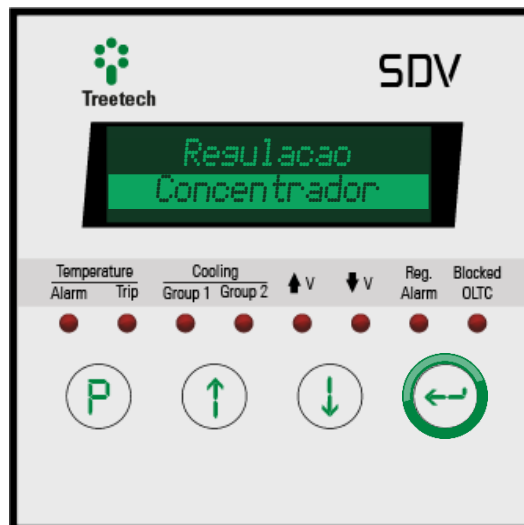 Treetech
SDV
Regulacao
Concentrador
Temperature
Alarm Trip
Cooling
Group 1 Group 2
V
V
Reg.
Alarm
Blocked
OLTC
P